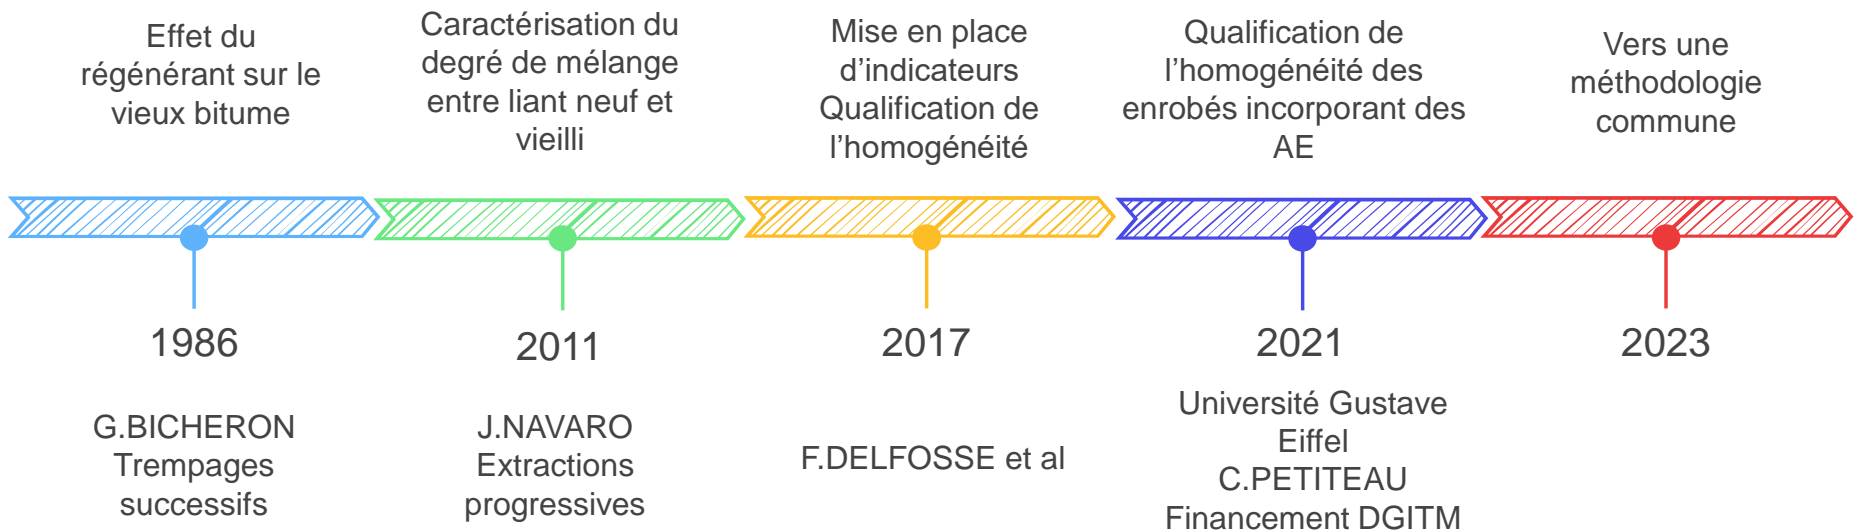 Effet du
régénérant sur le
vieux bitume
Caractérisation du
degré de mélange
entre liant neuf et
vieilli
Mise en place
d’indicateurs
Qualification de
l’homogénéité
Qualification de
l’homogénéité des
enrobés incorporant des
AE
Vers une
méthodologie
commune
1986
2011
2017
2021
2023
G.BICHERON
Trempages
successifs
J.NAVARO
Extractions
progressives
F.DELFOSSE et al
Université Gustave
Eiffel
C.PETITEAU
Financement DGITM